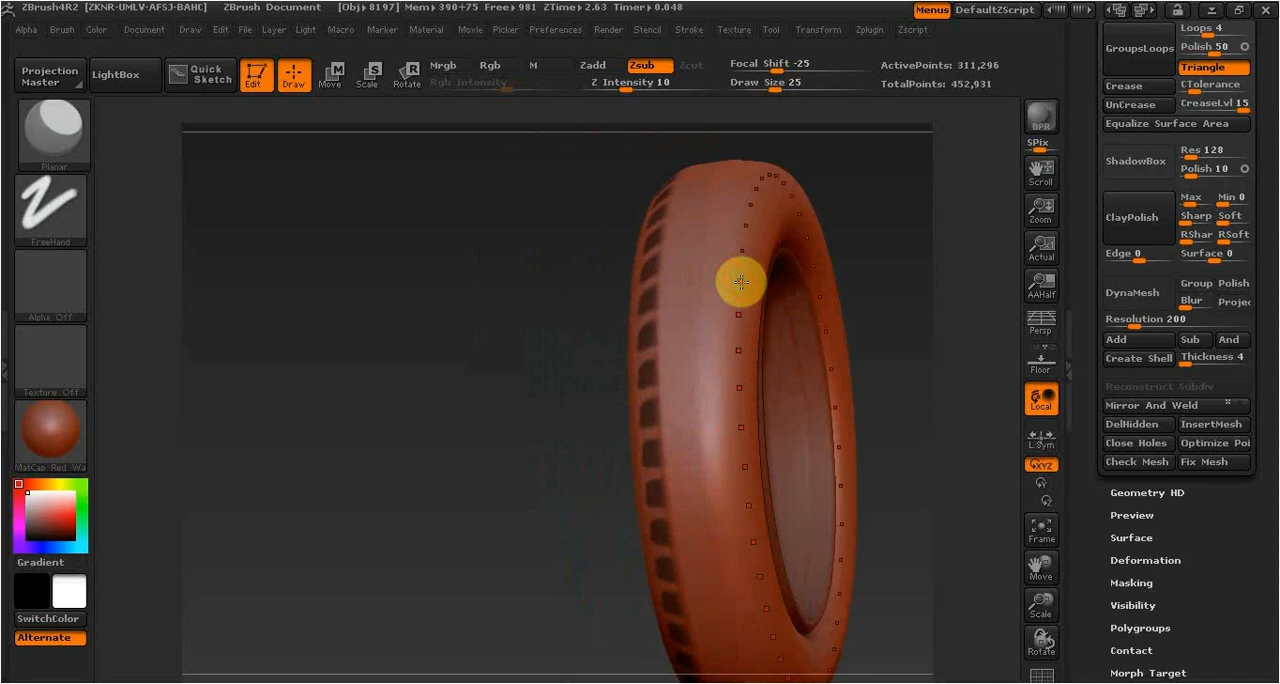 ZBrush4R2 [ZKNR-UMLV-AFSJ-BAHC] ZBrush Document [Obj▸8197] Mem▸390+75 Free▸981 ZTime▸2.63 Timer▸0.048 Menus DefaultZScript
Alpha Brush Color Document Draw Edit File Layer Light Macro Marker Material Movie Picker Preferences Render Stencil Stroke Texture Tool Transform Zplugin Zscript
Projection Master
LightBox
Quick Sketch
Edit
Draw
Move
Scale
Rotate
Mrgb Rgb M Zadd Zsub Zcut
Rgb Intensity Z Intensity 10
Focal Shift -25
Draw Size 25
ActivePoints: 311,296
TotalPoints: 452,931
Planar
FreeHand
Alpha Off
Texture Off
MatCap Red Wa
Gradient
SwitchColor
Alternate
BPR
SPix
Scroll
Zoom
Actual
AAHalf
Persp
Floor
Local
L.Sym
XYZ
Y
Z
Frame
Move
Scale
Rotate
GroupsLoops
Loops 4
Polish 50
Triangle
Crease CTolerance
UnCrease CreaseLvl 15
Equalize Surface Area
ShadowBox
Res 128
Polish 10
ClayPolish
Max Min 0
Sharp Soft
RShar RSoft
Edge 0 Surface 0
DynaMesh
Group Polish
Blur Projec
Resolution 200
Add Sub And
Create Shell Thickness 4
Reconstruct Subdiv
Mirror And Weld
DelHidden InsertMesh
Close Holes Optimize Poi
Check Mesh Fix Mesh
Geometry HD
Preview
Surface
Deformation
Masking
Visibility
Polygroups
Contact
Morph Target